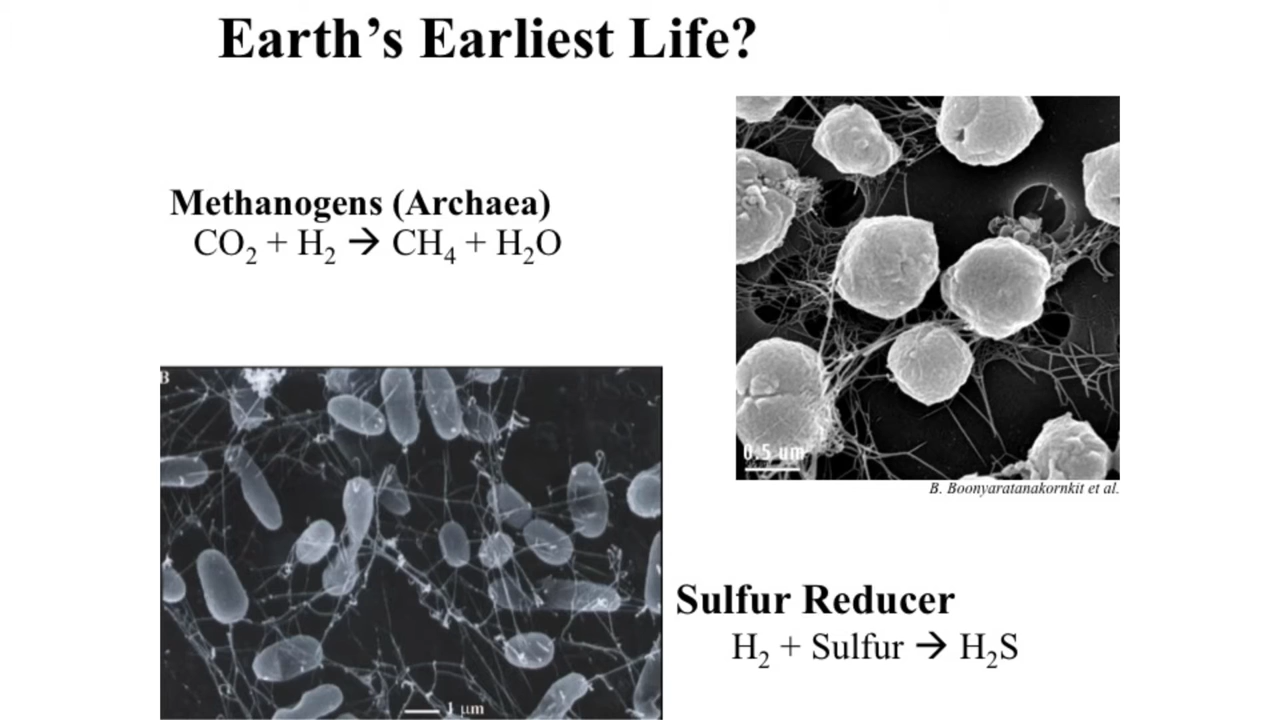 Earth’s Earliest Life?
Methanogens (Archaea)
CO₂ + H₂ → CH₄ + H₂O
0.5 um
B. Boonyaratanakornkit et al.
B
Sulfur Reducer
H₂ + Sulfur → H₂S
1 μm